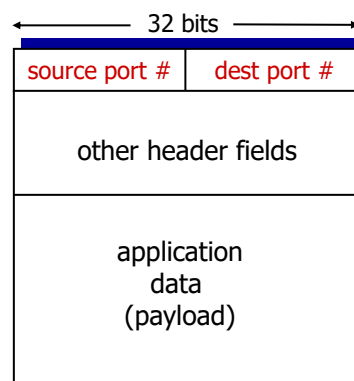 32 bits
source port # dest port #
other header fields
application
data
(payload)